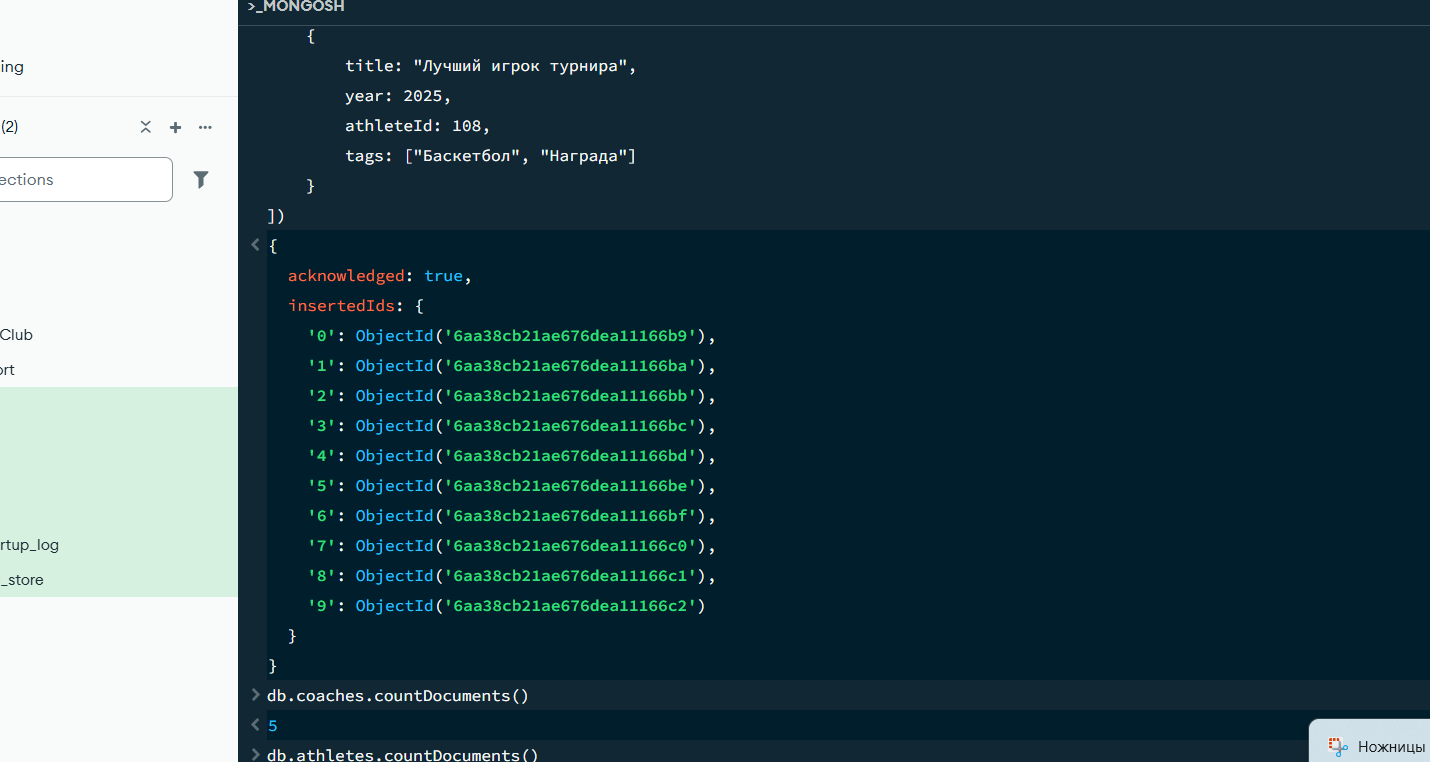 ing
(2)
ections
Club
ort
rtup_log
_store
>_MONGOSH
{
title: "Лучший игрок турнира",
year: 2025,
athleteId: 108,
tags: ["Баскетбол", "Награда"]
}
])
{
acknowledged: true,
insertedIds: {
'0': ObjectId('6aa38cb21ae676dea11166b9'),
'1': ObjectId('6aa38cb21ae676dea11166ba'),
'2': ObjectId('6aa38cb21ae676dea11166bb'),
'3': ObjectId('6aa38cb21ae676dea11166bc'),
'4': ObjectId('6aa38cb21ae676dea11166bd'),
'5': ObjectId('6aa38cb21ae676dea11166be'),
'6': ObjectId('6aa38cb21ae676dea11166bf'),
'7': ObjectId('6aa38cb21ae676dea11166c0'),
'8': ObjectId('6aa38cb21ae676dea11166c1'),
'9': ObjectId('6aa38cb21ae676dea11166c2')
}
}
db.coaches.countDocuments()
5
db.athletes.countDocuments()
Ножницы